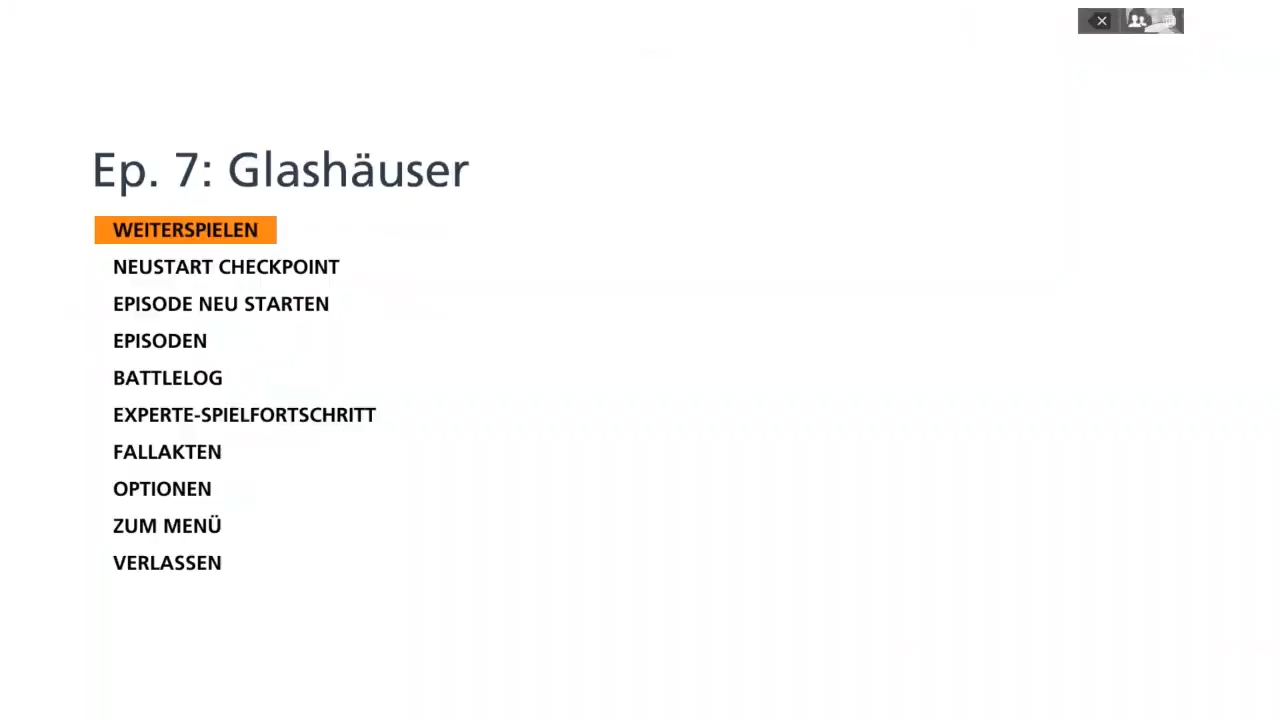 Ep. 7: Glashäuser
WEITERSPIELEN
NEUSTART CHECKPOINT
EPISODE NEU STARTEN
EPISODEN
BATTLELOG
EXPERTE-SPIELFORTSCHRITT
FALLAKTEN
OPTIONEN
ZUM MENÜ
VERLASSEN